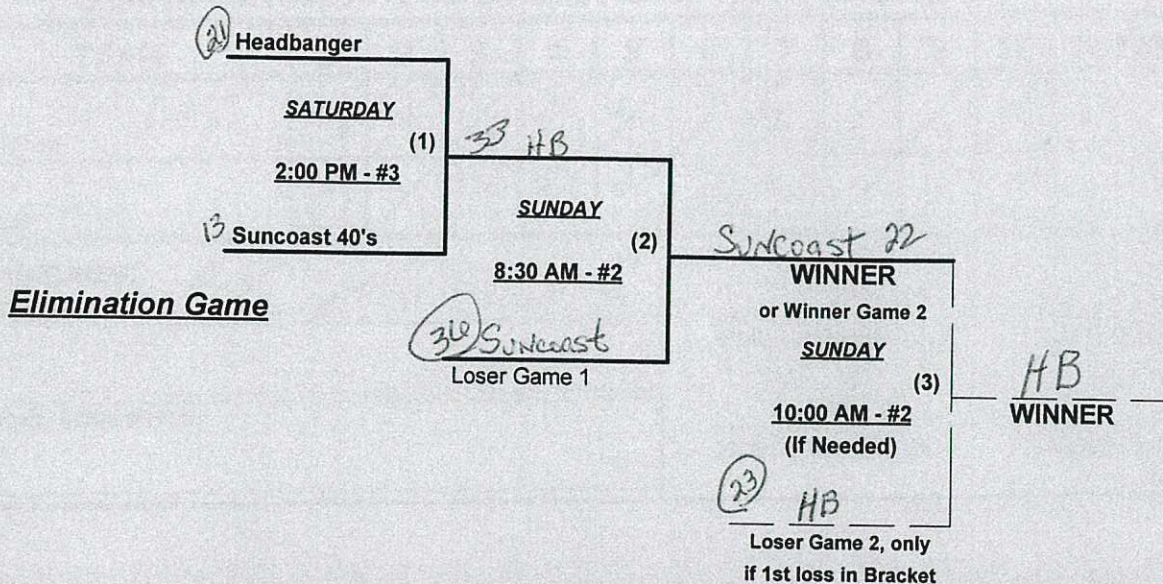 21 Headbanger
SATURDAY
(1)
2:00 PM - #3
13 Suncoast 40's
33 HB
SUNDAY
(2)
8:30 AM - #2
Elimination Game
36 Suncoast
Loser Game 1
Suncoast 22
WINNER
or Winner Game 2
SUNDAY
(3)
10:00 AM - #2
(If Needed)
23 HB
Loser Game 2, only
if 1st loss in Bracket
HB
WINNER